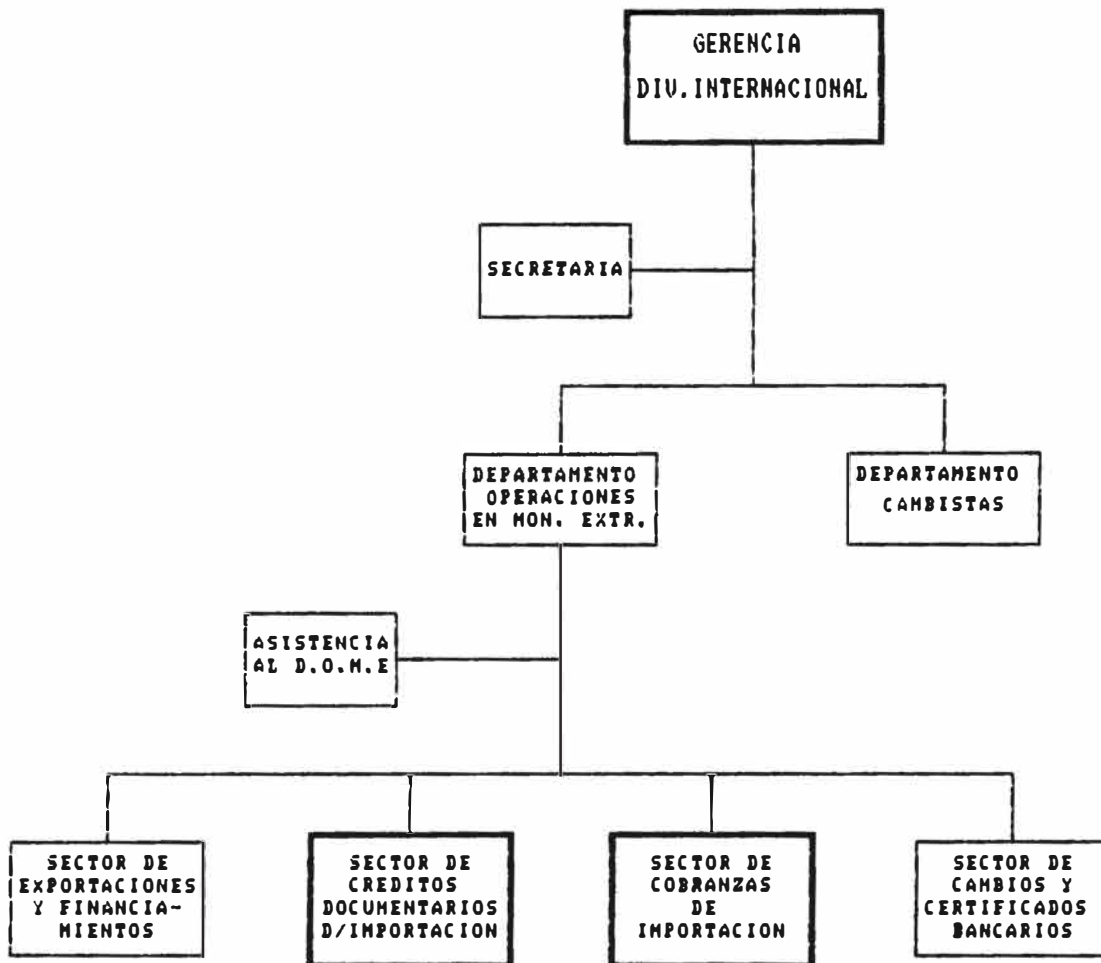 GERENCIA
DIV.INTERNACIONAL
SECRETARIA
DEPARTAMENTO
OPERACIONES
EN MON. EXTR.
DEPARTAMENTO
CAMBISTAS
ASISTENCIA
AL D.O.M.E
SECTOR DE
EXPORTACIONES
Y FINANCIA-
MIENTOS
SECTOR DE
CREDITOS
DOCUMENTARIOS
D/IMPORTACION
SECTOR DE
COBRANZAS
DE
IMPORTACION
SECTOR DE
CAMBIOS Y
CERTIFICADOS
BANCARIOS